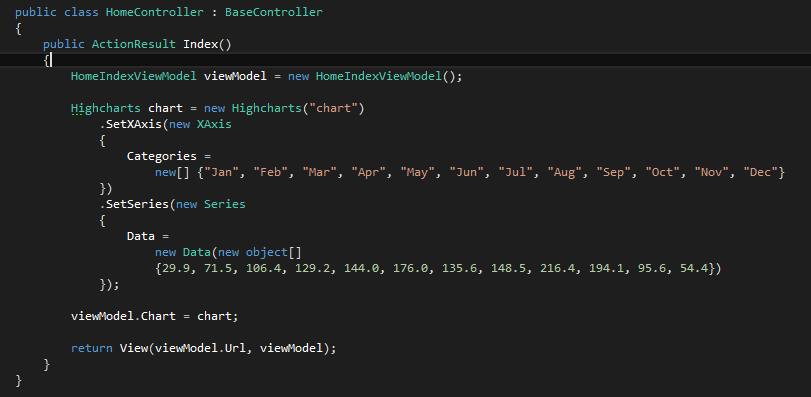 public class HomeController : BaseController
{
    public ActionResult Index()
    {
        HomeIndexViewModel viewModel = new HomeIndexViewModel();
        Highcharts chart = new Highcharts("chart")
            .SetXAxis(new XAxis
            {
                Categories =
                    new[] {"Jan", "Feb", "Mar", "Apr", "May", "Jun", "Jul", "Aug", "Sep", "Oct", "Nov", "Dec"}
            })
            .SetSeries(new Series
            {
                Data =
                    new Data(new object[]
                    {29.9, 71.5, 106.4, 129.2, 144.0, 176.0, 135.6, 148.5, 216.4, 194.1, 95.6, 54.4})
            });
        viewModel.Chart = chart;
        return View(viewModel.Url, viewModel);
    }
}